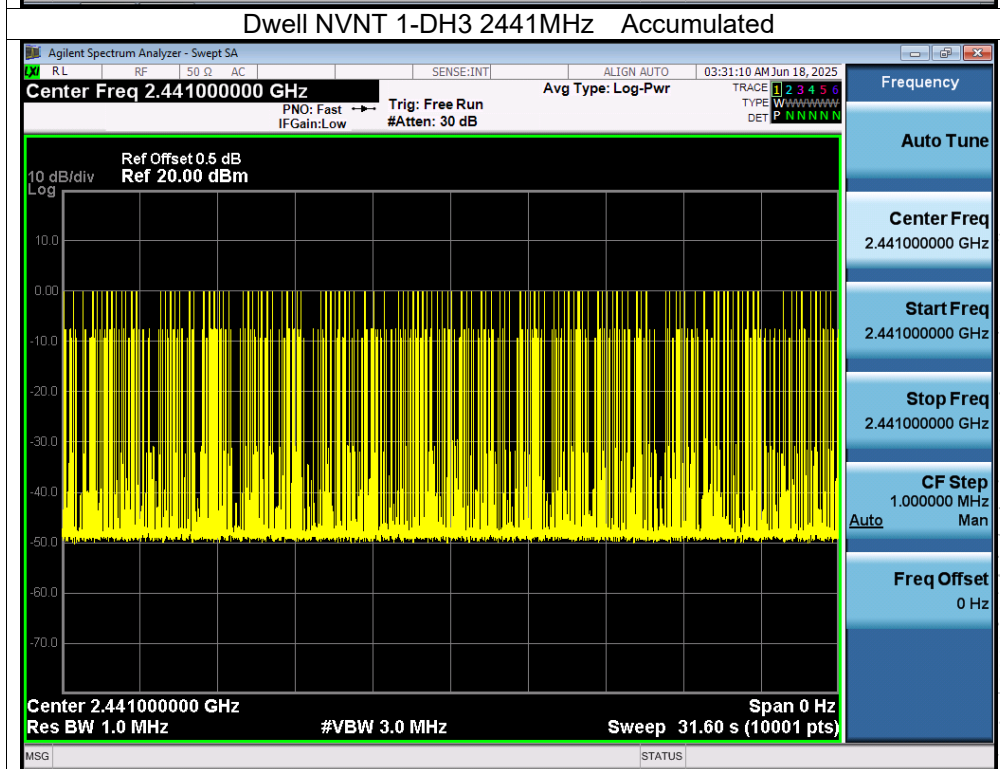 Dwell NVNT 1-DH3 2441MHz Accumulated
Agilent Spectrum Analyzer - Swept SA
LXI RL RF 50 Ω AC SENSE:INT ALIGN AUTO 03:31:10 AM Jun 18, 2025
Center Freq 2.441000000 GHz
PNO: Fast
IFGain:Low
Trig: Free Run
#Atten: 30 dB
Avg Type: Log-Pwr
TRACE 1 2 3 4 5 6
TYPE WWWWWWW
DET P N N N N N
Ref Offset 0.5 dB
10 dB/div Ref 20.00 dBm
Log
10.0
0.00
-10.0
-20.0
-30.0
-40.0
-50.0
-60.0
-70.0
Center 2.441000000 GHz Span 0 Hz
Res BW 1.0 MHz #VBW 3.0 MHz Sweep 31.60 s (10001 pts)
MSG STATUS
Frequency
Auto Tune
Center Freq
2.441000000 GHz
Start Freq
2.441000000 GHz
Stop Freq
2.441000000 GHz
CF Step
1.000000 MHz
Auto Man
Freq Offset
0 Hz